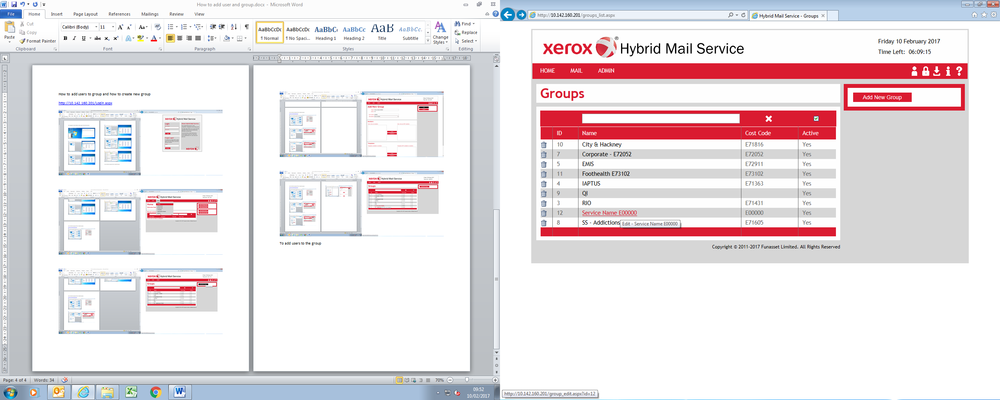 How to add user and group.docx - Microsoft Word
File Home Insert Page Layout References Mailings Review View
Paste
Cut
Copy
Format Painter
Clipboard
Calibri (Body) 11
Font
Paragraph
AaBbCcDc AaBbCcDc AaBbC AaBbCc AaB AaBbCc.
¶ Normal ¶ No Spaci... Heading 1 Heading 2 Title Subtitle
Change Styles
Styles
Find
Replace
Select
Editing
How to add users to group and how to create new group
http://10.142.160.201/Login.aspx
To add users to the group
Page: 4 of 4 Words: 34
70%
09:52
10/02/2017
http://10.142.160.201/groups_list.aspx
Hybrid Mail Service - Groups
xerox ® Hybrid Mail Service
Friday 10 February 2017
Time Left: 06:09:15
HOME MAIL ADMIN
Groups
Add New Group
ID Name Cost Code Active
10 City & Hackney E71816 Yes
7 Corporate - E72052 E72052 Yes
5 EMIS E72911 Yes
11 Foothealth E73102 E73102 Yes
4 IAPTUS E71363 Yes
9 QI Yes
3 RIO E71431 Yes
12 Service Name E00000 E00000 Yes
8 SS - Addictions E71605 Yes
Edit - Service Name E00000
Copyright © 2011-2017 Funasset Limited. All Rights Reserved
http://10.142.160.201/group_edit.aspx?id=12